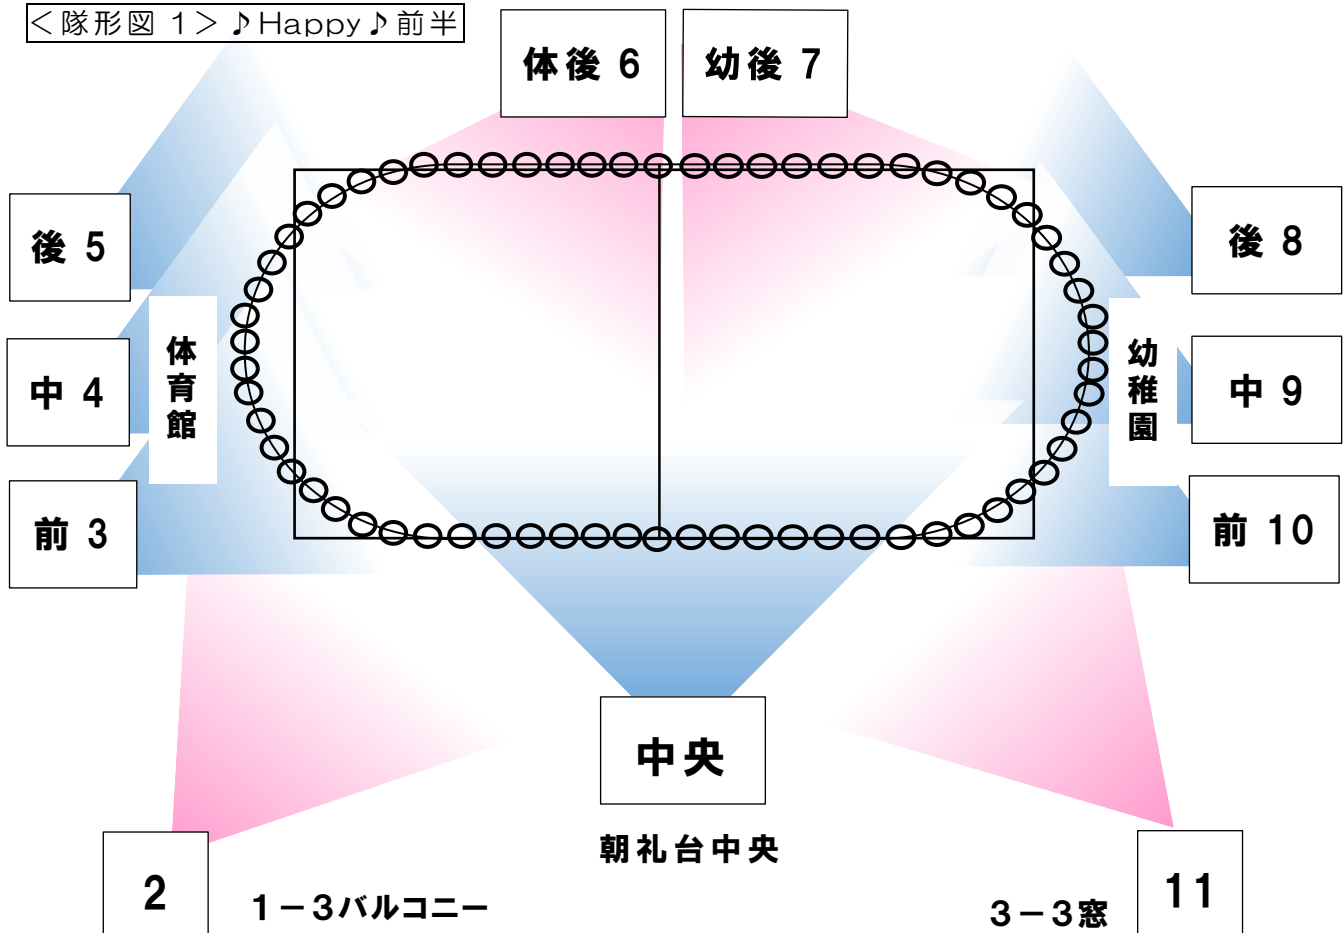 ＜隊形図 1＞♪Happy♪前半
体後 6
幼後 7
後 5
後 8
体育館
幼稚園
中 4
中 9
前 3
前 10
中央
朝礼台中央
2
1－3バルコニー
3－3窓
11